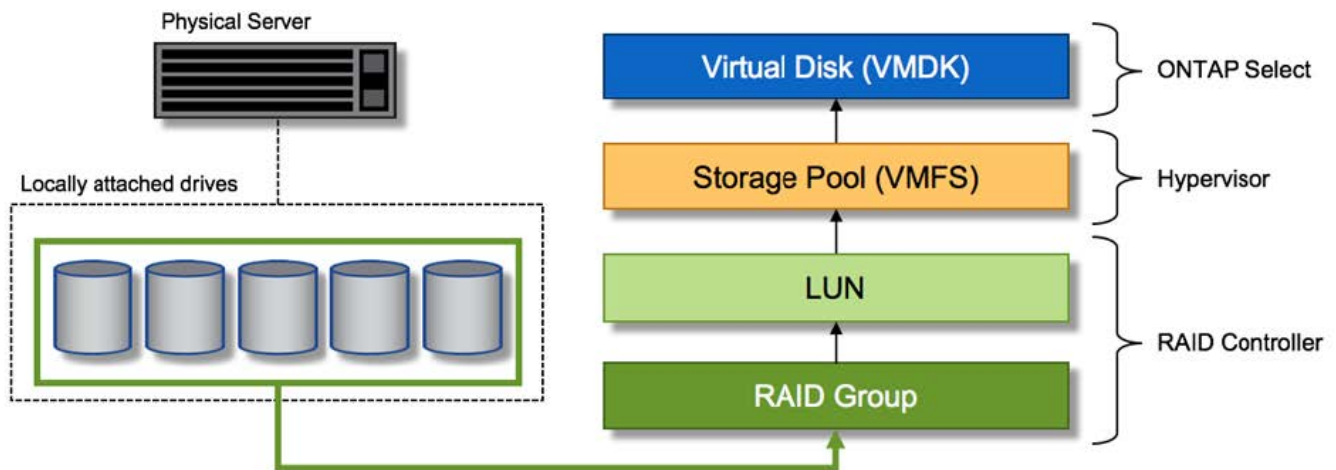 Physical Server
Locally attached drives
Virtual Disk (VMDK)
ONTAP Select
Storage Pool (VMFS)
Hypervisor
LUN
RAID Controller
RAID Group